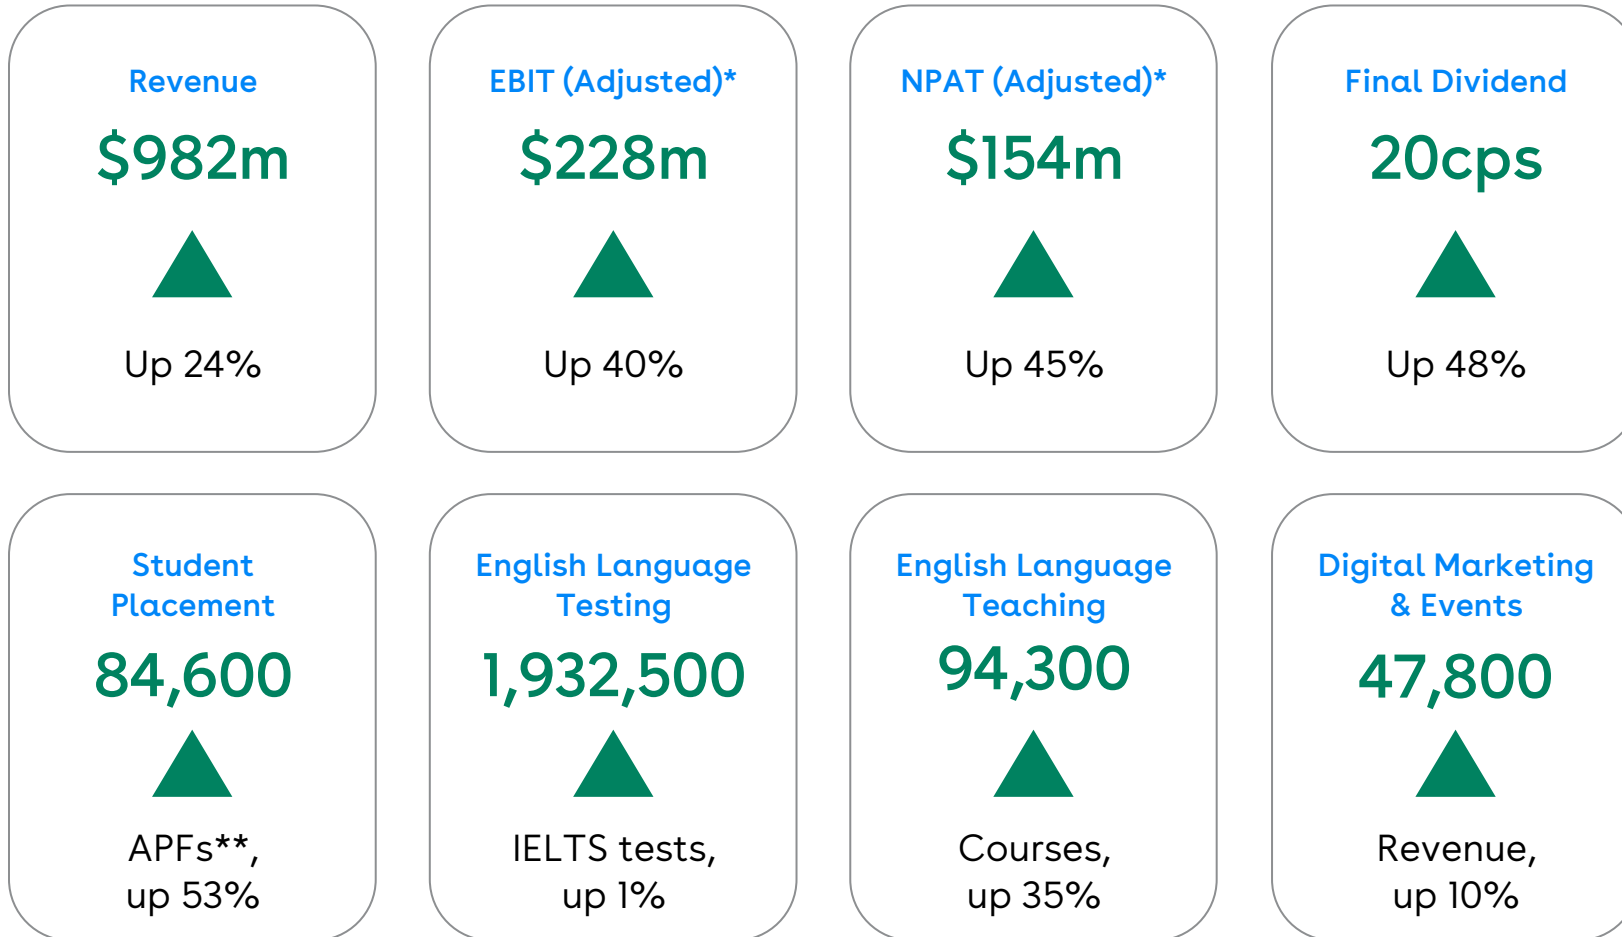 Revenue
$982m
Up 24%
EBIT (Adjusted)*
$228m
Up 40%
NPAT (Adjusted)*
$154m
Up 45%
Final Dividend
20cps
Up 48%
Student
Placement
84,600
APFs**,
up 53%
English Language
Testing
1,932,500
IELTS tests,
up 1%
English Language
Teaching
94,300
Courses,
up 35%
Digital Marketing
& Events
47,800
Revenue,
up 10%